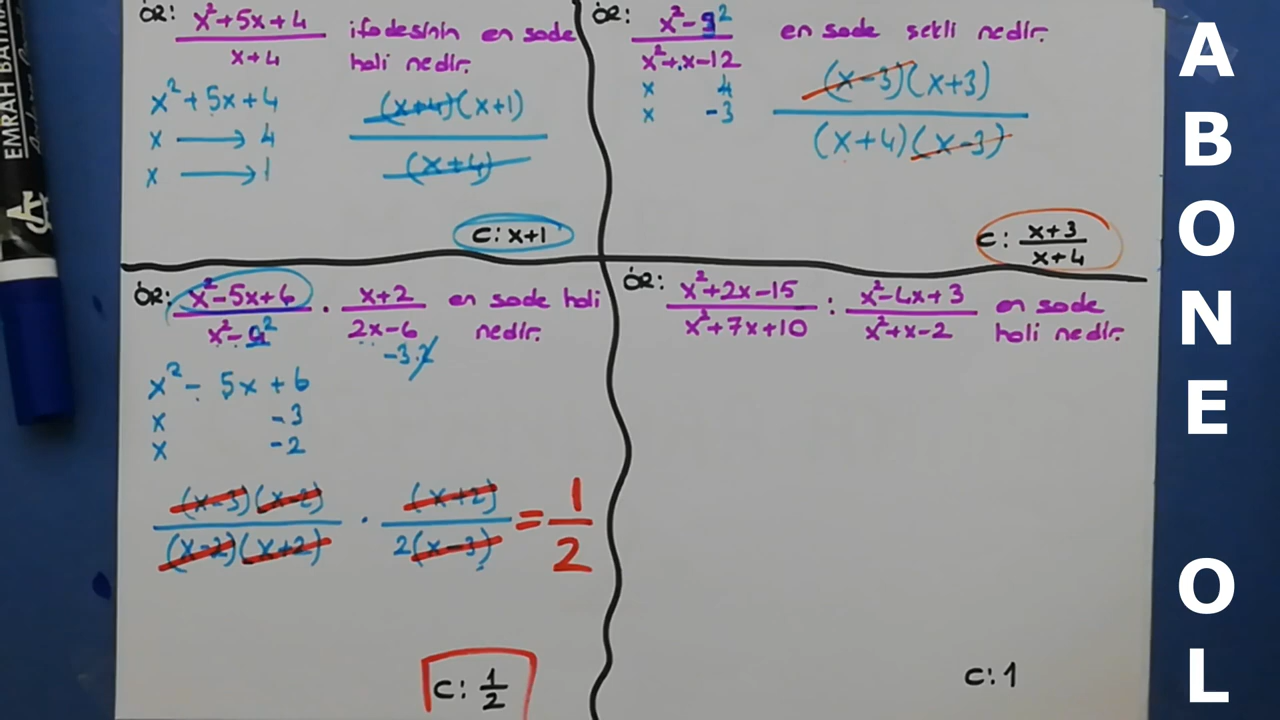 ÖR: x²+5x+4 / x+4 ifadesinin en sade
hali nedir.
x²+5x+4
x → 4
x → 1
(x+4)(x+1) / (x+4)
C: x+1
ÖR: x²-9² / x²+x-12 en sade şekli nedir.
x 4
x -3
(x-3)(x+3) / (x+4)(x-3)
C: x+3 / x+4
ÖR: x²-5x+6 / x²-9² . x+2 / 2x-6 en sade hali
nedir.
-3.2
x²-5x+6
x -3
x -2
(x-3)(x-2) / (x-2)(x+2) . (x+2) / 2(x-3) = 1/2
C: 1/2
ÖR: x²+2x-15 / x²+7x+10 : x²-4x+3 / x²+x-2 en sade
hali nedir.
C: 1
EMRAH
A
B
O
N
E
O
L